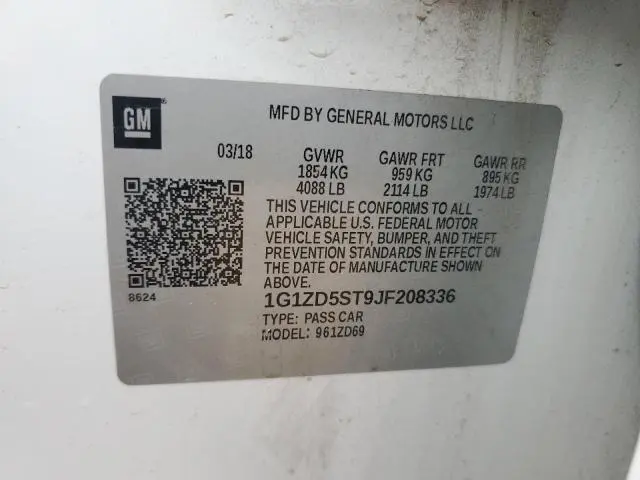 GM
MFD BY GENERAL MOTORS LLC
03/18 GVWR GAWR FRT GAWR RR
1854 KG 959 KG 895 KG
4088 LB 2114 LB 1974 LB
THIS VEHICLE CONFORMS TO ALL
APPLICABLE U.S. FEDERAL MOTOR
VEHICLE SAFETY, BUMPER, AND THEFT
PREVENTION STANDARDS IN EFFECT ON
THE DATE OF MANUFACTURE SHOWN
ABOVE.
8624
1G1ZD5ST9JF208336
TYPE: PASS CAR
MODEL: 961ZD69